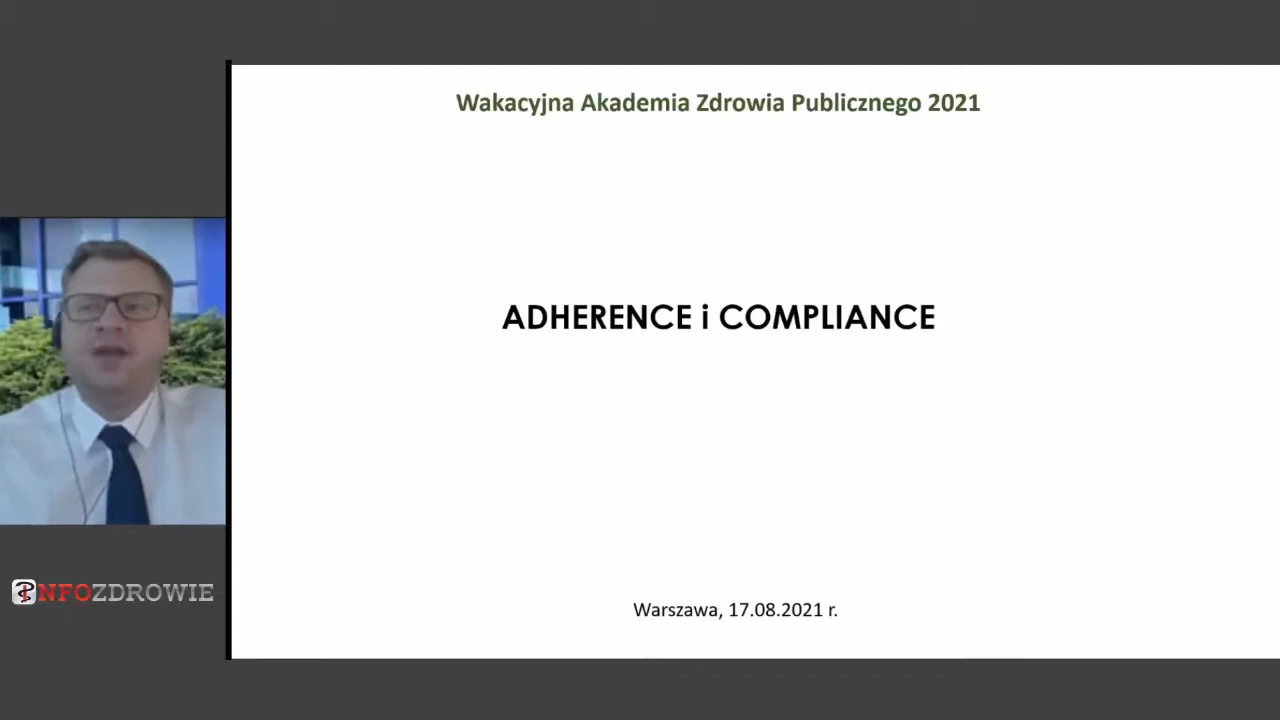 Wakacyjna Akademia Zdrowia Publicznego 2021
ADHERENCE i COMPLIANCE
Warszawa, 17.08.2021 r.
INFOZDROWIE